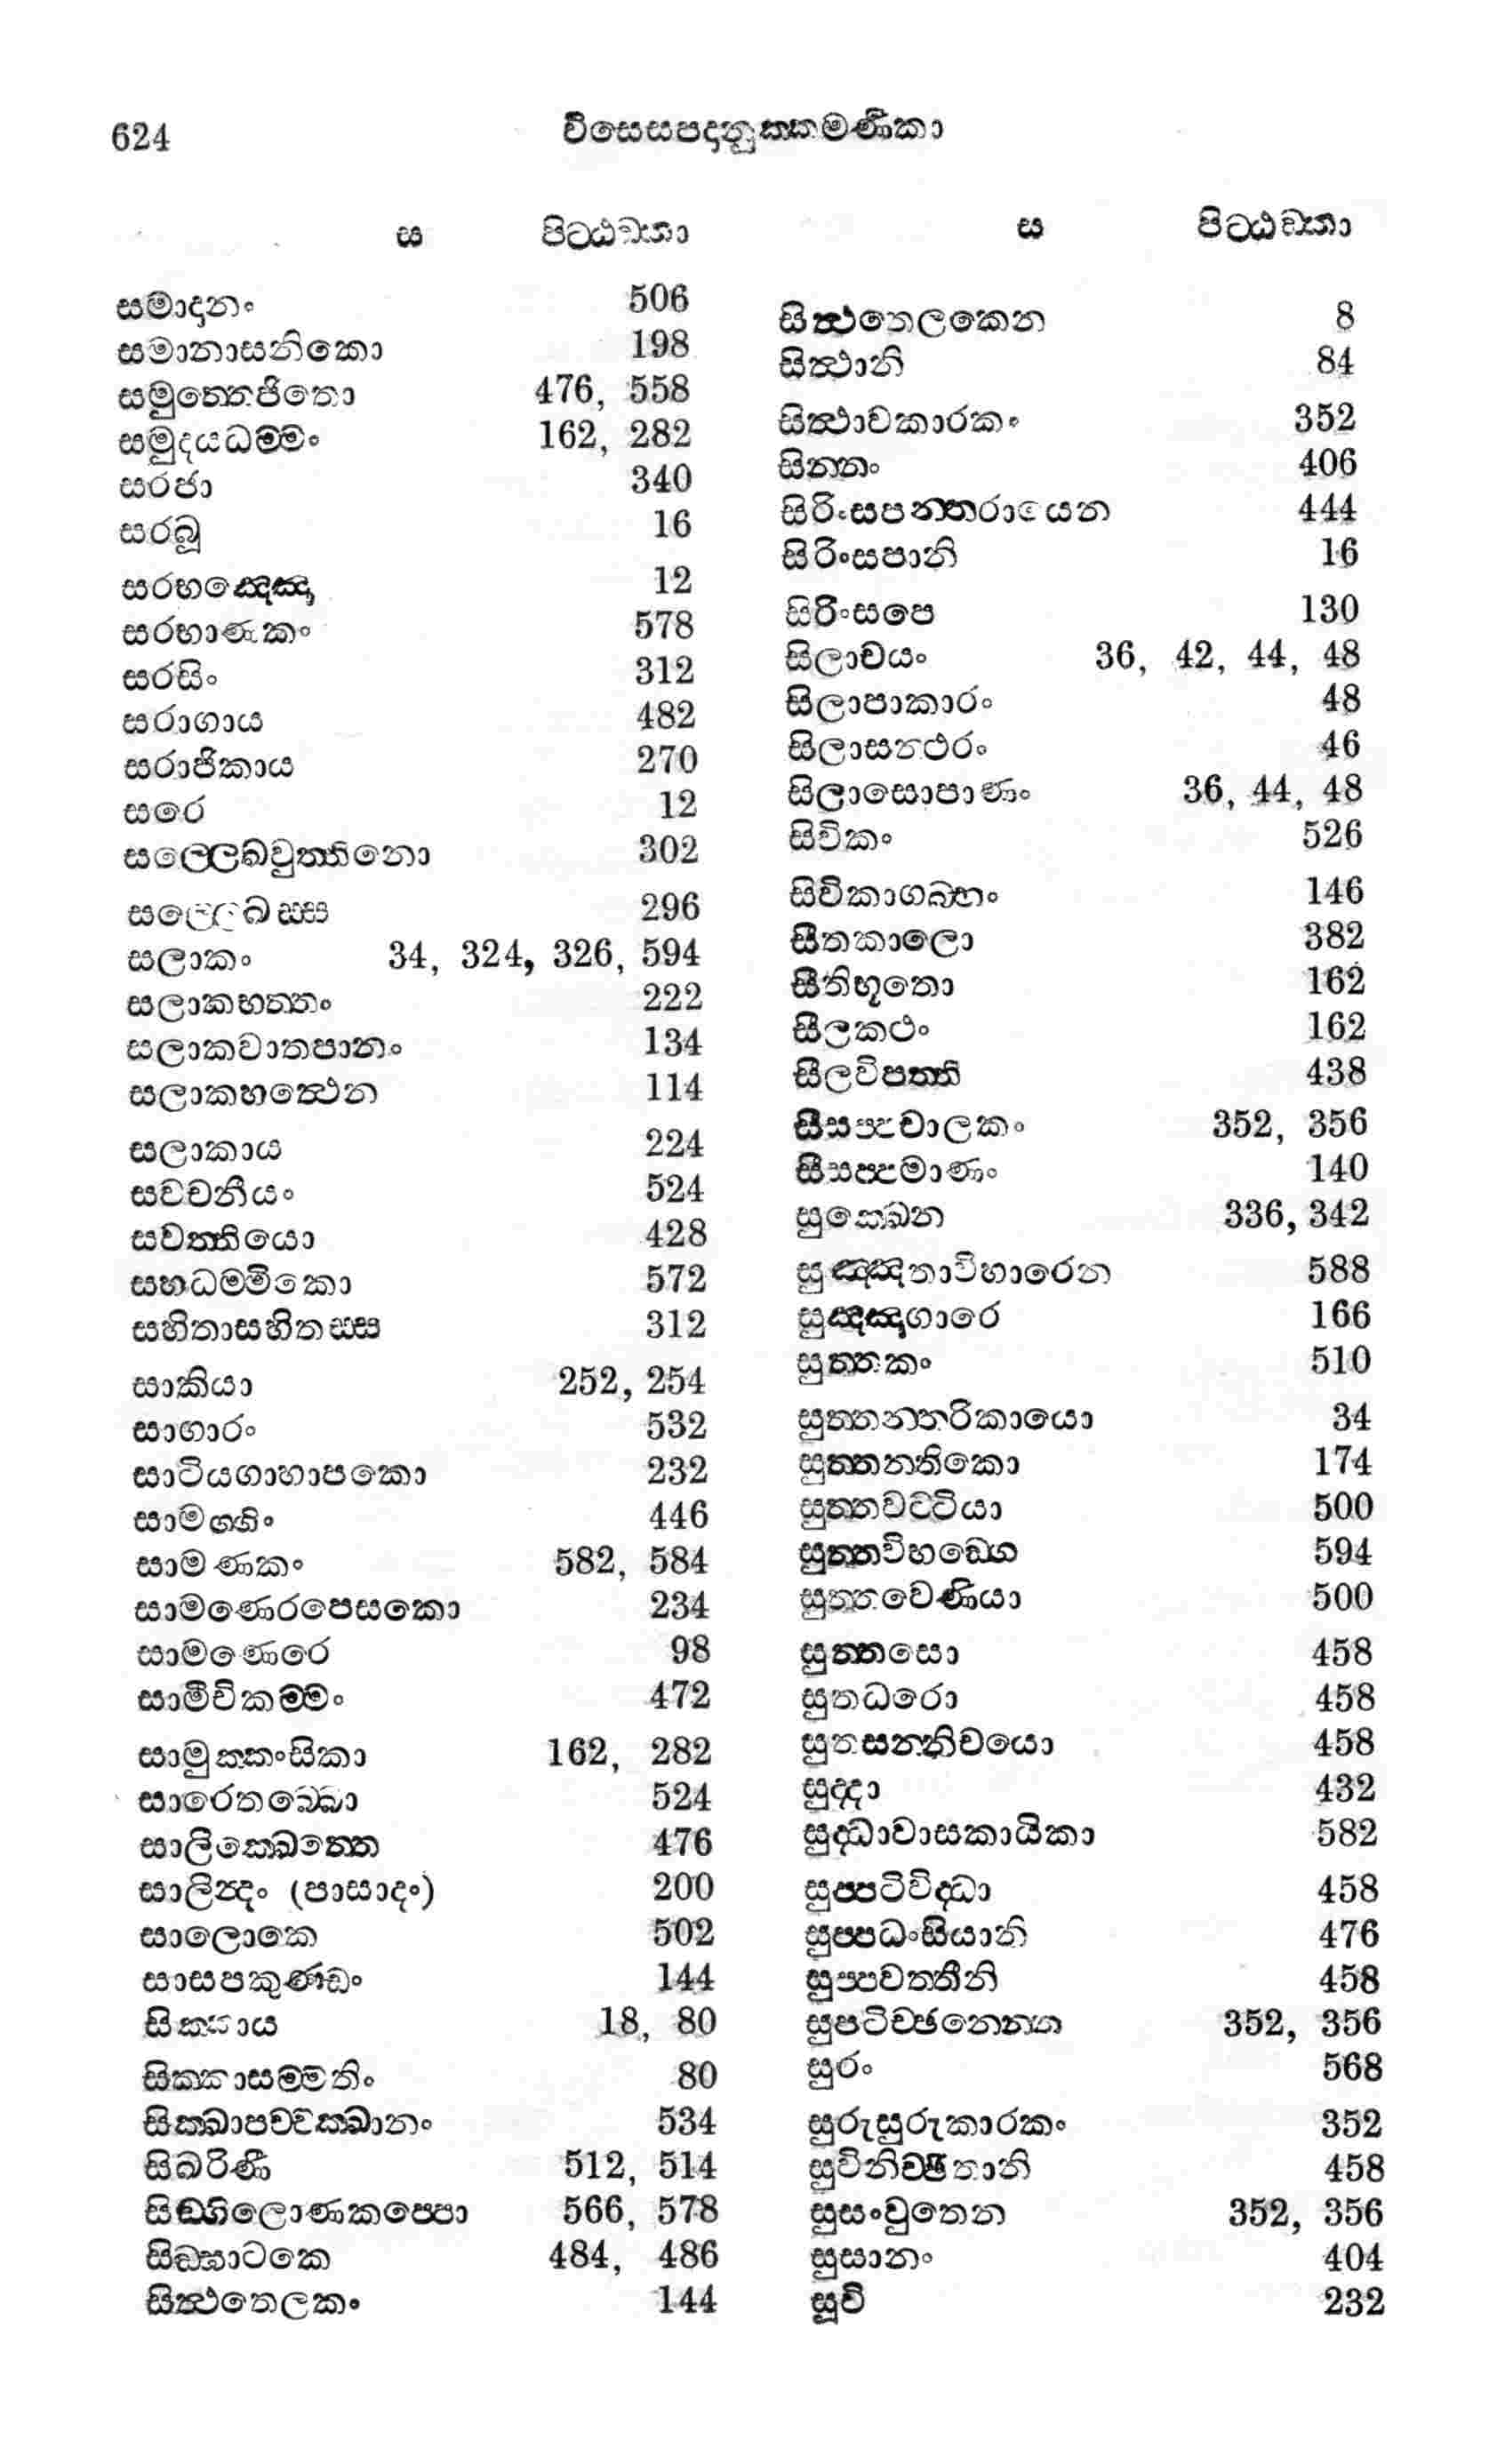 624
විසෙසපදානුක්කමණිකා
ස පිට්ඨඞ්කා
සමාදානං 506
සමානාසනිකො 198
සමුත්තෙජිතො 476, 558
සමුදයධම්මං 162, 282
සරජා 340
සරබූ 16
සරභඤ්ඤෙ 12
සරභාණකං 578
සරසිං 312
සරාගාය 482
සරාජිකාය 270
සරෙ 12
සල්ලෙඛවුත්තිනො 302
සල්ලෙඛස්ස 296
සලාකං 34, 324, 326, 594
සලාකභත්තං 222
සලාකවාතපානං 134
සලාකහත්ථෙන 114
සලාකාය 224
සවචනීයං 524
සවත්තියො 428
සහධම්මිකො 572
සහිතාසහිතස්ස 312
සාකියා 252, 254
සාගාරං 532
සාටියගාහාපකො 232
සාමග්ගිං 446
සාමණකං 582, 584
සාමණෙරපෙසකො 234
සාමණෙරෙ 98
සාමීචිකම්මං 472
සාමුක්කංසිකා 162, 282
සාරෙතබ්බො 524
සාලික්ඛෙත්තෙ 476
සාලින්දං (පාසාදං) 200
සාලොකෙ 502
සාසපකුණ්ඩං 144
සික්කාය 18, 80
සික්කාසම්මතිං 80
සික්ඛාපච්චක්ඛානං 534
සිඛරිණී 512, 514
සිඞ්ගිලොණකප්පො 566, 578
සිඞ්ඝාටකෙ 484, 486
සිත්ථතෙලකං 144
ස පිට්ඨඞ්කා
සිත්ථතෙලකෙන 8
සිත්ථානි 84
සිත්ථාවකාරකං 352
සින්නං 406
සිරිංසපන්තරායෙන 444
සිරිංසපානි 16
සිරිංසපෙ 130
සිලාචයං 36, 42, 44, 48
සිලාපාකාරං 48
සිලාසන්ථරං 46
සිලාසොපාණං 36, 44, 48
සිවිකං 526
සිවිකාගබ්භං 146
සීතකාලො 382
සීතිභූතො 162
සීලකථං 162
සීලවිපත්ති 438
සීසප්පචාලකං 352, 356
සීසප්පමාණං 140
සුක්ඛෙන 336, 342
සුඤ්ඤතාවිහාරෙන 588
සුඤ්ඤාගාරෙ 166
සුත්තකං 510
සුත්තන්තරිකායො 34
සුත්තන්තිකො 174
සුත්තවට්ටියා 500
සුත්තවිභඞ්ගෙ 594
සුත්තවෙණියා 500
සුත්තසො 458
සුතධරො 458
සුතසන්නිචයො 458
සුද්දා 432
සුද්ධාවාසකායිකා 582
සුප්පටිවිද්ධා 458
සුප්පධංසියානි 476
සුප්පවත්තීනි 458
සුපටිච්ඡන්නෙන 352, 356
සුරං 568
සුරුසුරුකාරකං 352
සුවිනිච්ඡිතානි 458
සුසංවුතෙන 352, 356
සුසානං 404
සූචි 232